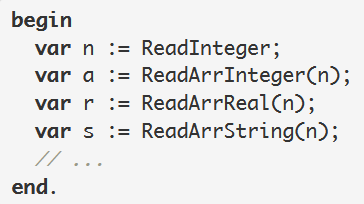 begin
  var n := ReadInteger;
  var a := ReadArrInteger(n);
  var r := ReadArrReal(n);
  var s := ReadArrString(n);
  // ...
end.